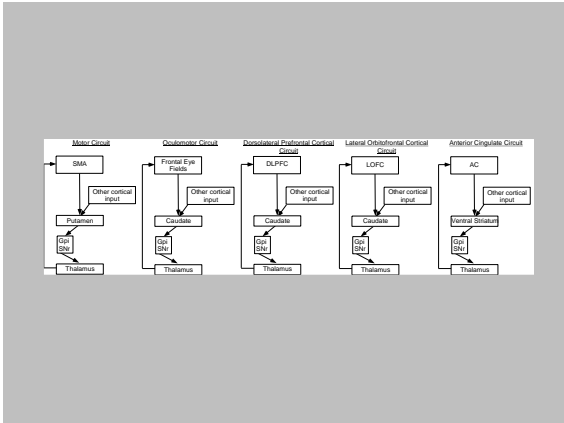 Motor Circuit
SMA
Other cortical
input
Putamen
Gpi
SNr
Thalamus
Oculomotor Circuit
Frontal Eye
Fields
Other cortical
input
Caudate
Gpi
SNr
Thalamus
Dorsolateral Prefrontal Cortical
Circuit
DLPFC
Other cortical
input
Caudate
Gpi
SNr
Thalamus
Lateral Orbitofrontal Cortical
Circuit
LOFC
Other cortical
input
Caudate
Gpi
SNr
Thalamus
Anterior Cingulate Circuit
AC
Other cortical
input
Ventral Striatum
Gpi
SNr
Thalamus